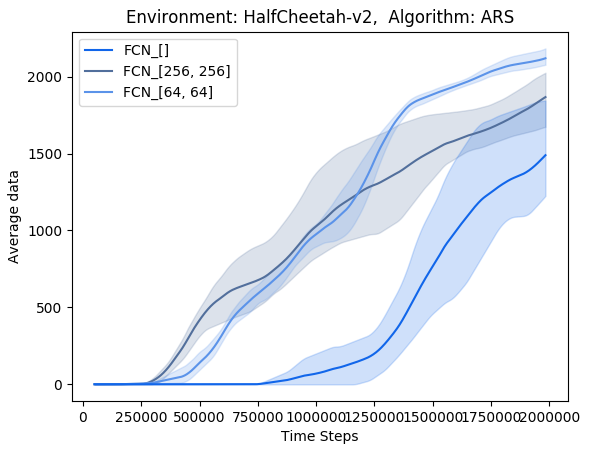 Environment: HalfCheetah-v2,  Algorithm: ARS
FCN_[]
FCN_[256, 256]
FCN_[64, 64]
Average data
2000
1500
1000
500
0
0 250000 500000 750000 1000000 1250000 1500000 1750000 2000000
Time Steps